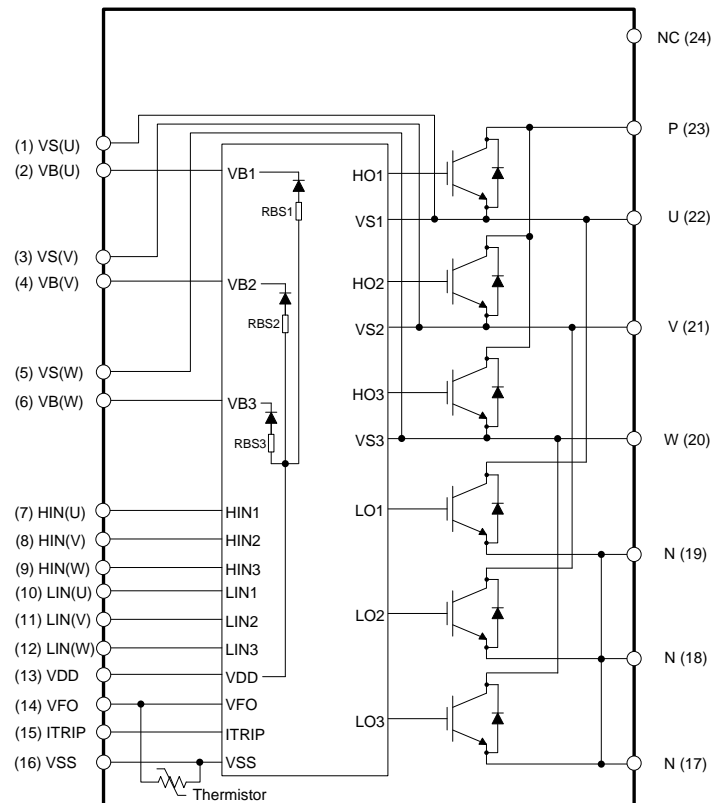 NC (24)
P (23)
(1) VS(U)
(2) VB(U)
VB1
HO1
RBS1
VS1
U (22)
(3) VS(V)
(4) VB(V)
VB2
HO2
RBS2
VS2
V (21)
(5) VS(W)
(6) VB(W)
VB3
HO3
RBS3
VS3
W (20)
(7) HIN(U)
HIN1
LO1
(8) HIN(V)
HIN2
(9) HIN(W)
HIN3
N (19)
(10) LIN(U)
LIN1
(11) LIN(V)
LIN2
LO2
(12) LIN(W)
LIN3
N (18)
(13) VDD
VDD
(14) VFO
VFO
LO3
(15) ITRIP
ITRIP
(16) VSS
VSS
N (17)
Thermistor